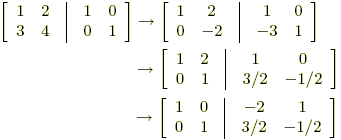 [ 1 2 | 1 0 ; 3 4 | 0 1 ] → [ 1 2 | 1 0 ; 0 −2 | −3 1 ]
→ [ 1 2 | 1 0 ; 0 1 | 3/2 −1/2 ]
→ [ 1 0 | −2 1 ; 0 1 | 3/2 −1/2 ]